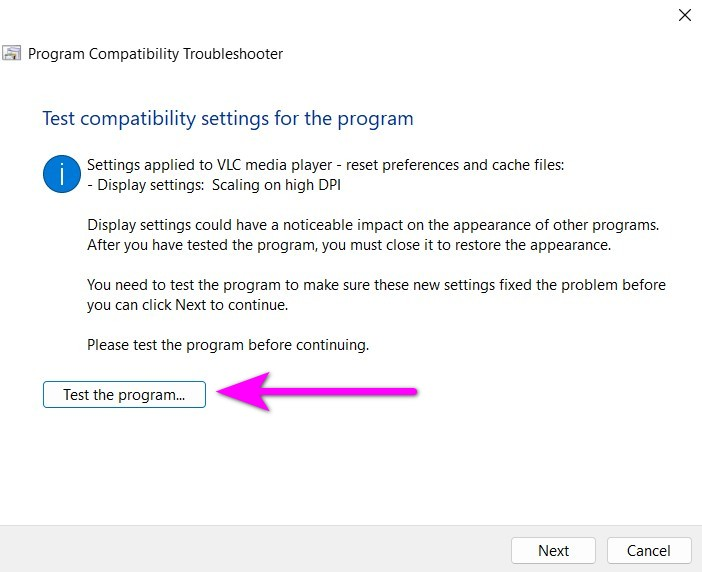 Program Compatibility Troubleshooter
Test compatibility settings for the program
Settings applied to VLC media player - reset preferences and cache files:
- Display settings:  Scaling on high DPI
Display settings could have a noticeable impact on the appearance of other programs.
After you have tested the program, you must close it to restore the appearance.
You need to test the program to make sure these new settings fixed the problem before
you can click Next to continue.
Please test the program before continuing.
Test the program...
Next
Cancel